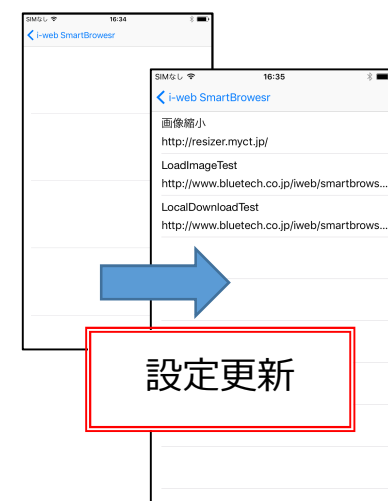 SIMなし 16:34
i-web SmartBrowesr
SIMなし 16:35
i-web SmartBrowesr
画像縮小
http://resizer.myct.jp/
LoadImageTest
http://www.bluetech.co.jp/iweb/smartbrows...
LocalDownloadTest
http://www.bluetech.co.jp/iweb/smartbrows...
設定更新